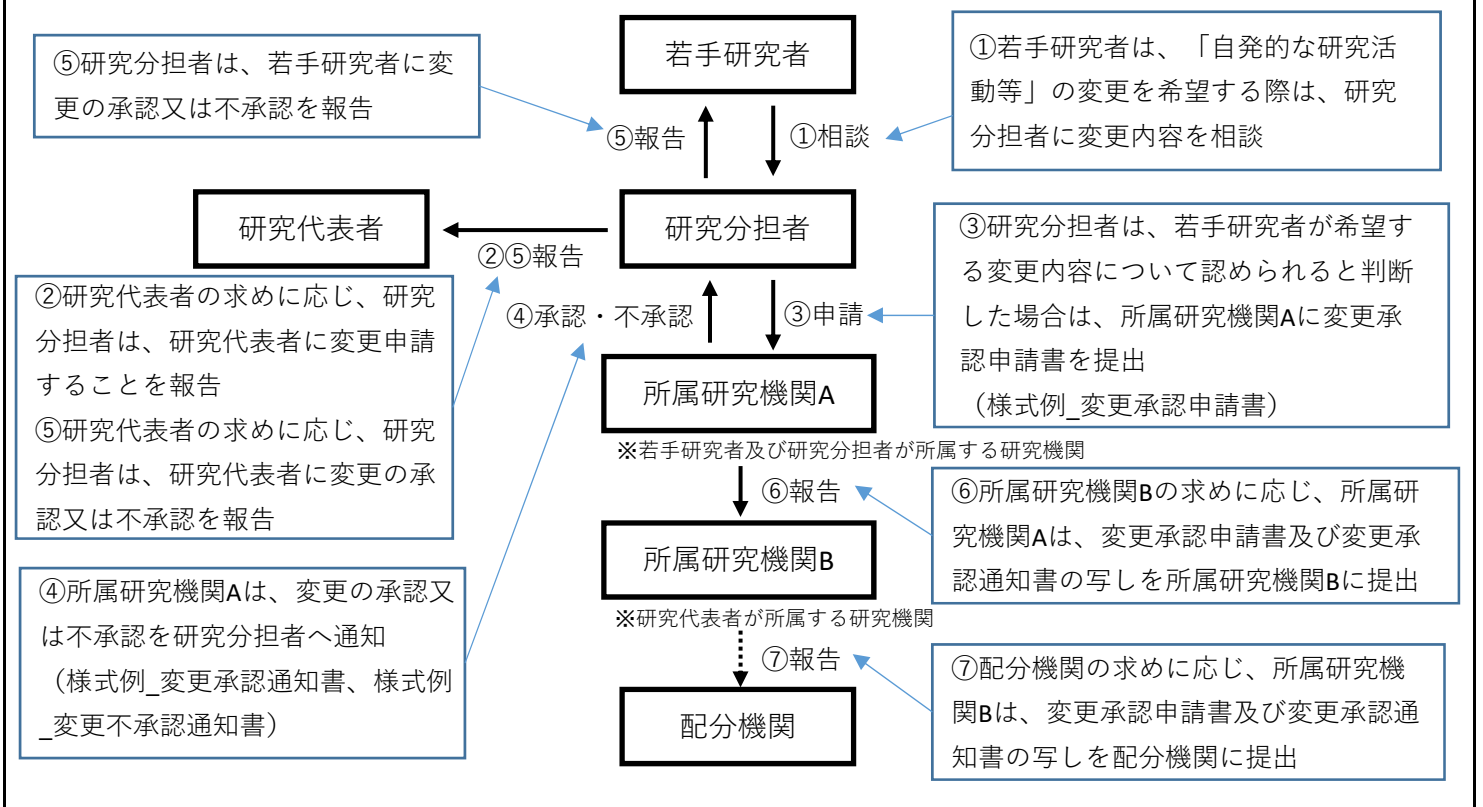 若手研究者
⑤研究分担者は、若手研究者に変
更の承認又は不承認を報告
①若手研究者は、「自発的な研究活
動等」の変更を希望する際は、研究
分担者に変更内容を相談
⑤報告
①相談
研究代表者
研究分担者
②⑤報告
③研究分担者は、若手研究者が希望す
る変更内容について認められると判断
した場合は、所属研究機関Aに変更承
認申請書を提出
（様式例_変更承認申請書）
②研究代表者の求めに応じ、研究
分担者は、研究代表者に変更申請
することを報告
⑤研究代表者の求めに応じ、研究
分担者は、研究代表者に変更の承
認又は不承認を報告
④承認・不承認
③申請
所属研究機関A
※若手研究者及び研究分担者が所属する研究機関
⑥報告
⑥所属研究機関Bの求めに応じ、所属研
究機関Aは、変更承認申請書及び変更承
認通知書の写しを所属研究機関Bに提出
所属研究機関B
※研究代表者が所属する研究機関
④所属研究機関Aは、変更の承認又
は不承認を研究分担者へ通知
（様式例_変更承認通知書、様式例
_変更不承認通知書）
⑦報告
⑦配分機関の求めに応じ、所属研究機
関Bは、変更承認申請書及び変更承認通
知書の写しを配分機関に提出
配分機関